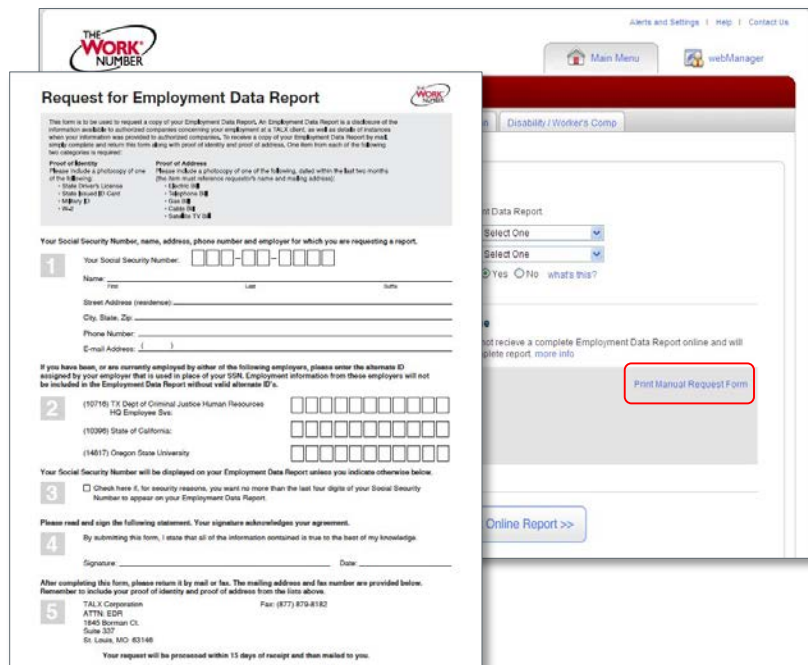 Alerts and Settings | Help | Contact Us
THE WORK NUMBER
Main Menu
webManager
Disability / Worker's Comp
nt Data Report
Select One
Select One
Yes No what's this?
e
not recieve a complete Employment Data Report online and will
plete report. more info
Print Manual Request Form
Online Report >>
Request for Employment Data Report
THE WORK NUMBER
This form is to be used to request a copy of your Employment Data Report. An Employment Data Report is a disclosure of the
information available to authorized companies concerning your employment at a TALX client, as well as details of instances
when your information was provided to authorized companies. To receive a copy of your Employment Data Report by mail,
simply complete and return this form along with proof of identity and proof of address. One item from each of the following
two categories is required:
Proof of Identity
Please include a photocopy of one
of the following:
- State Driver's License
- State Issued ID Card
- Military ID
- W-2
Proof of Address
Please include a photocopy of one of the following, dated within the last two months
(the item must reference requestor's name and mailing address):
- Electric Bill
- Telephone Bill
- Gas Bill
- Cable Bill
- Satellite TV Bill
Your Social Security Number, name, address, phone number and employer for which you are requesting a report.
1
Your Social Security Number:
Name:
First Last Suffix
Street Address (residence):
City, State, Zip:
Phone Number:
E-mail Address: ( )
If you have been, or are currently employed by either of the following employers, please enter the alternate ID
assigned by your employer that is used in place of your SSN. Employment information from these employers will not
be included in the Employment Data Report without valid alternate ID's.
2
(10716) TX Dept of Criminal Justice Human Resources
HQ Employee Svs:
(10396) State of California:
(14817) Oregon State University
Your Social Security Number will be displayed on your Employment Data Report unless you indicate otherwise below.
3
Check here if, for security reasons, you want no more than the last four digits of your Social Security
Number to appear on your Employment Data Report.
Please read and sign the following statement. Your signature acknowledges your agreement.
4
By submitting this form, I state that all of the information contained is true to the best of my knowledge.
Signature: Date:
After completing this form, please return it by mail or fax. The mailing address and fax number are provided below.
Remember to include your proof of identity and proof of address from the lists above.
5
TALX Corporation Fax: (877) 879-8182
ATTN: EDR
1845 Borman Ct.
Suite 337
St. Louis, MO 63146
Your request will be processed within 15 days of receipt and then mailed to you.